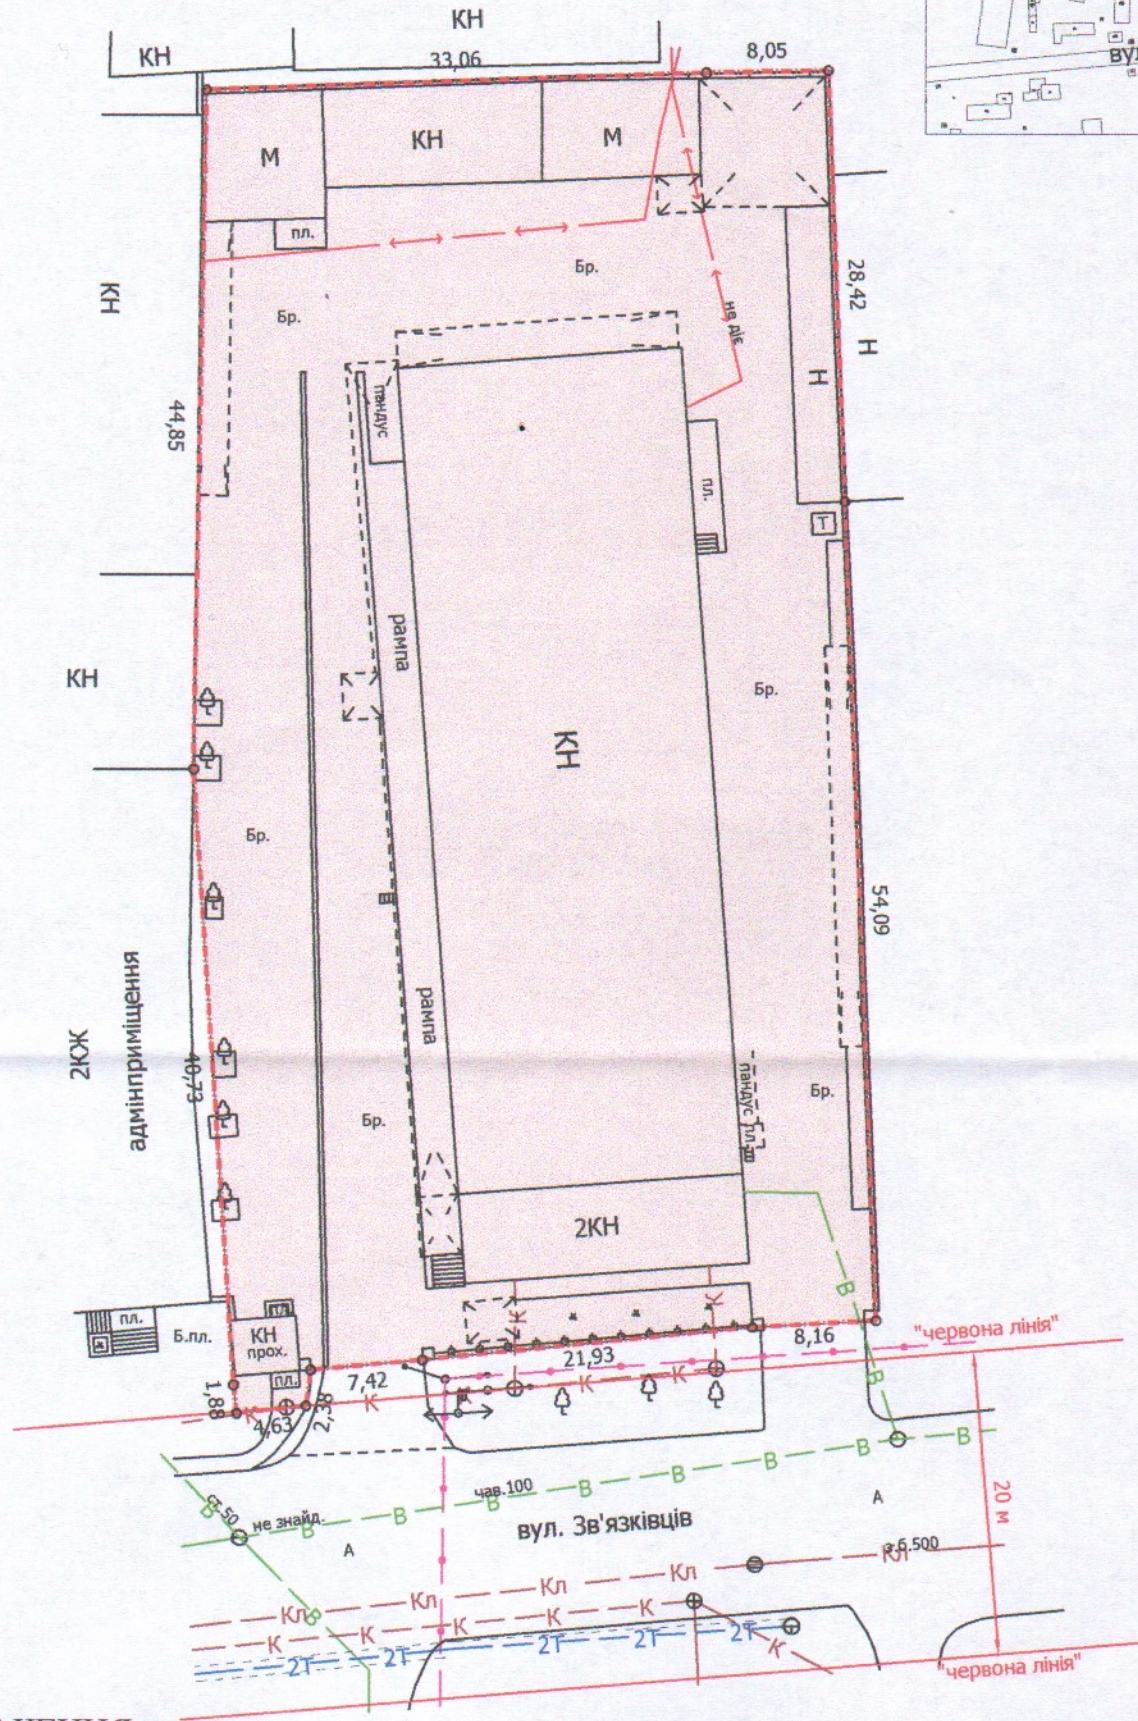 КН
КН
33,06
8,05
вул
М
КН
М
пл.
Бр.
Бр.
не діє
28,42
Н
Н
КН
44,85
пандус
пл.
Т
рампа
КН
КН
Бр.
Бр.
54,09
рампа
2КЖ
адмінприміщення
40,73
Бр.
Бр.
пандус
пл.
2КН
В
К
К
пл.
Б.пл.
КН
прох.
пл.
пл.
8,16
"червона лінія"
21,93
7,42
1,88
4,63
2,38
К
К
К
К
В
В
В
В
В
В
чав.100
В
В
ст.50
В
не знайд.
В
вул. Зв'язківців
А
А
20 м
Кл
з.б.500
Кл
Кл
Кл
Кл
В
К
К
К
К
К
К
2Т
2Т
2Т
2Т
2Т
"червона лінія"